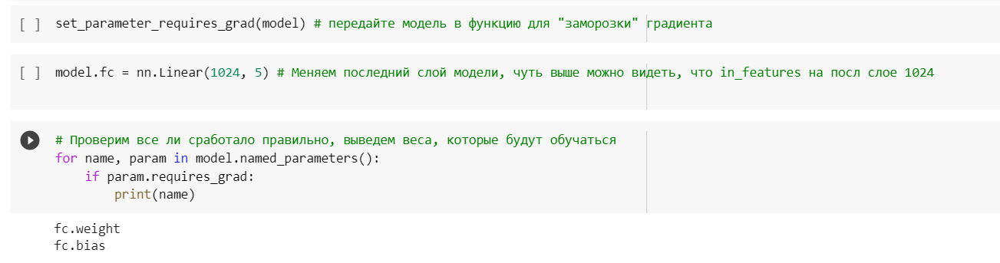 [ ] set_parameter_requires_grad(model) # передайте модель в функцию для "заморозки" градиента
[ ] model.fc = nn.Linear(1024, 5) # Меняем последний слой модели, чуть выше можно видеть, что in_features на посл слое 1024
# Проверим все ли сработало правильно, выведем веса, которые будут обучаться
for name, param in model.named_parameters():
    if param.requires_grad:
        print(name)
fc.weight
fc.bias